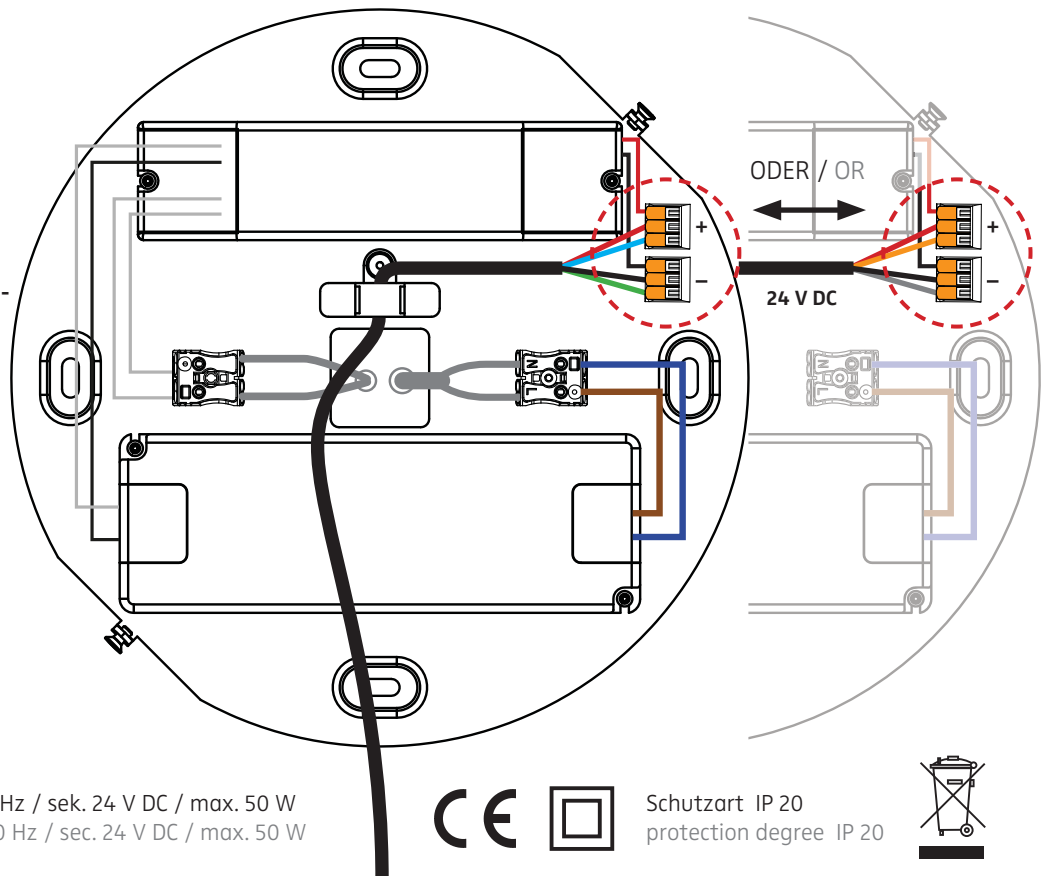 ODER / OR
+
+
-
–
–
24 V DC
N
L
N
L
Hz / sek. 24 V DC / max. 50 W
0 Hz / sec. 24 V DC / max. 50 W
CE
Schutzart IP 20
protection degree IP 20